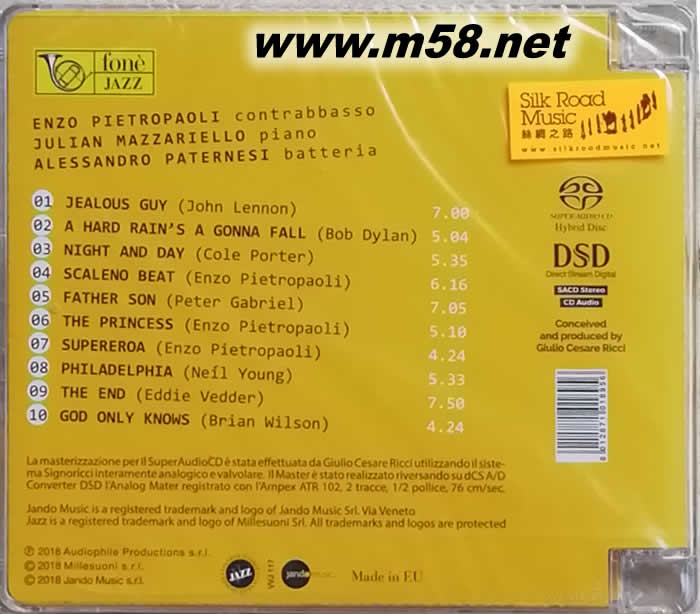 www.m58.net
fonè
JAZZ
Silk Road
Music
絲綢之路
www.silkroadmusic.net
ENZO PIETROPAOLI contrabbasso
JULIAN MAZZARIELLO piano
ALESSANDRO PATERNESI batteria
01 JEALOUS GUY (John Lennon) 7.00
02 A HARD RAIN'S A GONNA FALL (Bob Dylan) 5.04
03 NIGHT AND DAY (Cole Porter) 5.35
04 SCALENO BEAT (Enzo Pietropaoli) 6.16
05 FATHER SON (Peter Gabriel) 7.05
06 THE PRINCESS (Enzo Pietropaoli) 5.10
07 SUPEREROA (Enzo Pietropaoli) 4.24
08 PHILADELPHIA (Neil Young) 5.33
09 THE END (Eddie Vedder) 7.50
10 GOD ONLY KNOWS (Brian Wilson) 4.24
SUPER AUDIO CD
Hybrid Disc
DSD
Direct Stream Digital
SACD Stereo
CD Audio
Conceived
and produced by
Giulio Cesare Ricci
La masterizzazione per il SuperAudioCD è stata effettuata da Giulio Cesare Ricci utilizzando il siste-
ma Signoricci interamente analogico e valvolare. Il Master è stato realizzato riversando su dCS A/D
Converter DSD l'Analog Mater registrato con l'Ampex ATR 102, 2 tracce, 1/2 pollice, 76 cm/sec.
Jando Music is a registered trademark and logo of Jando Music Srl. Via Veneto
Jazz is a registered trademark and logo of Millesuoni Srl. All trademarks and logos are protected
℗ 2018 Audiophile Productions s.r.l.
© 2018 Millesuoni s.r.l.
© 2018 Jando Music s.r.l.
JAZZ
VVJ 117
jandomusic
Made in EU